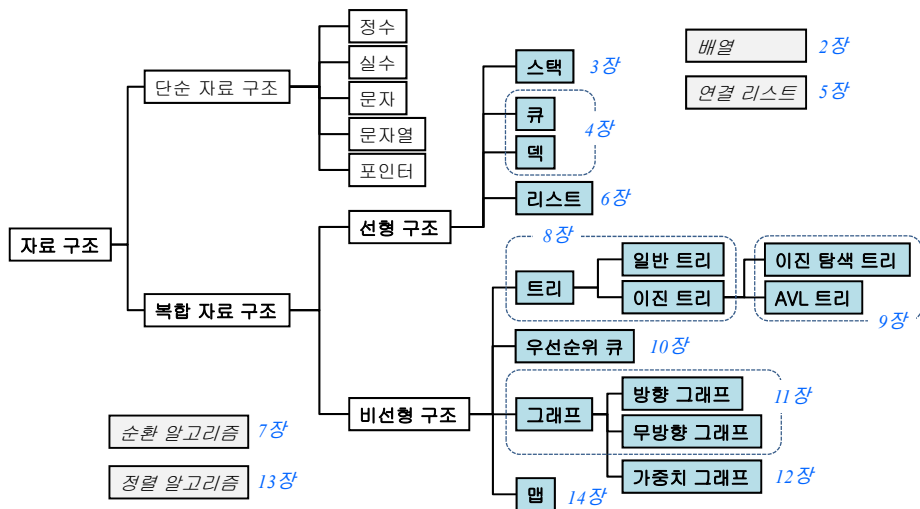 자료 구조
단순 자료 구조
정수
실수
문자
문자열
포인터
복합 자료 구조
선형 구조
스택 3장
큐
덱
4장
리스트 6장
비선형 구조
8장
트리
일반 트리
이진 트리
이진 탐색 트리
AVL 트리
9장
우선순위 큐 10장
그래프
방향 그래프
무방향 그래프
11장
가중치 그래프 12장
맵 14장
배열 2장
연결 리스트 5장
순환 알고리즘 7장
정렬 알고리즘 13장